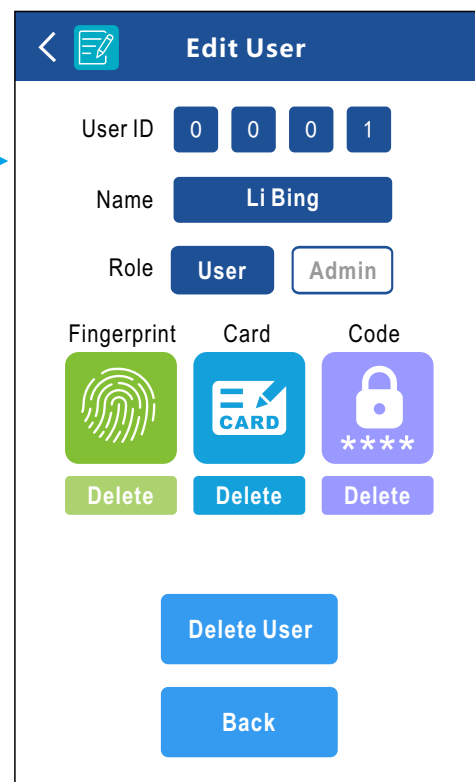 Edit User
User ID 0 0 0 1
Name Li Bing
Role User Admin
Fingerprint Card Code
CARD
****
Delete Delete Delete
Delete User
Back